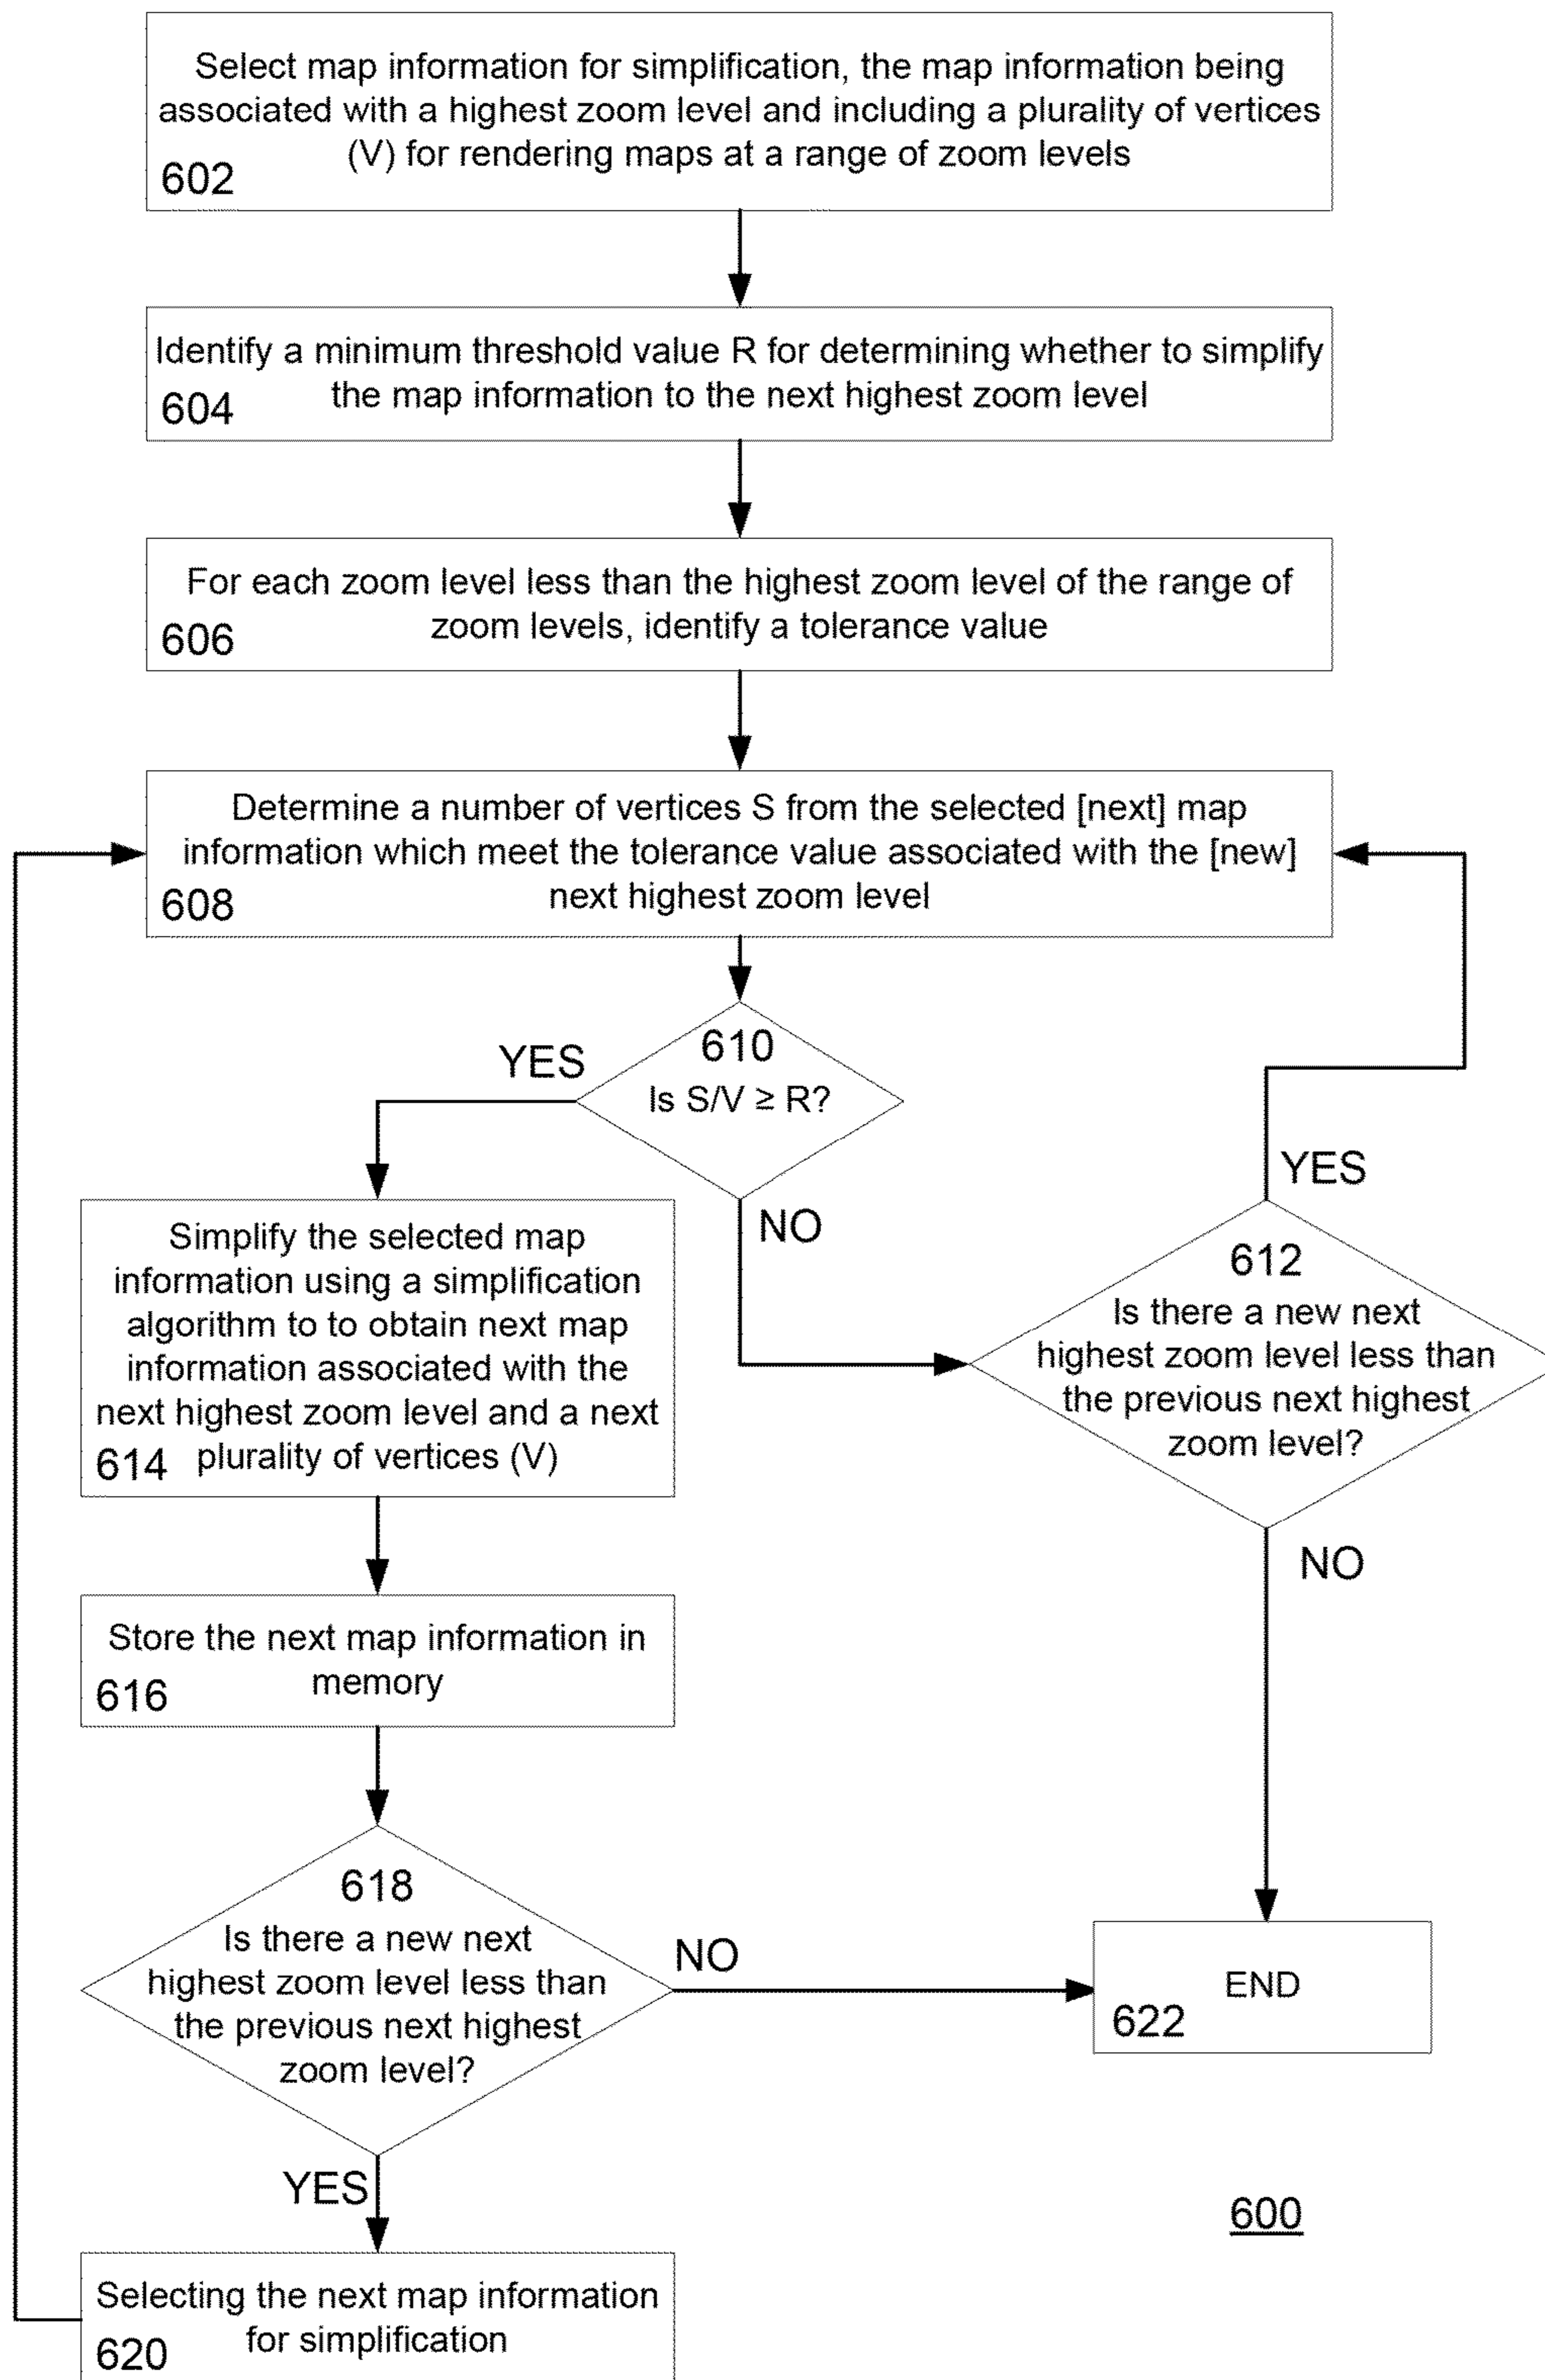 Select map information for simplification, the map information being
associated with a highest zoom level and including a plurality of vertices
(V) for rendering maps at a range of zoom levels
602
Identify a minimum threshold value R for determining whether to simplify
the map information to the next highest zoom level
604
For each zoom level less than the highest zoom level of the range of
zoom levels, identify a tolerance value
606
Determine a number of vertices S from the selected [next] map
information which meet the tolerance value associated with the [new]
next highest zoom level
608
610
Is S/V ≥ R?
YES
NO
612
Is there a new next
highest zoom level less than
the previous next highest
zoom level?
YES
NO
Simplify the selected map
information using a simplification
algorithm to to obtain next map
information associated with the
next highest zoom level and a next
plurality of vertices (V)
614
Store the next map information in
memory
616
618
Is there a new next
highest zoom level less than
the previous next highest
zoom level?
NO
YES
END
622
Selecting the next map information
for simplification
620
600